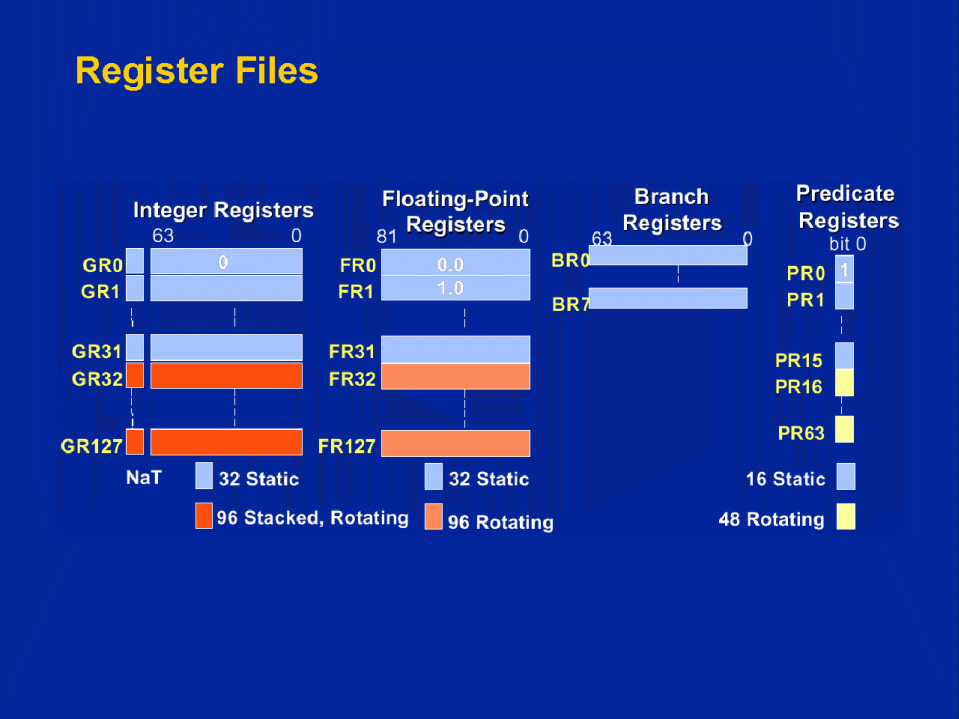 Register Files
Integer Registers
63 0
GR0 0
GR1
GR31
GR32
GR127
NaT
32 Static
96 Stacked, Rotating
Floating-Point
Registers
81 0
FR0 0.0
FR1 1.0
FR31
FR32
FR127
32 Static
96 Rotating
Branch
Registers
63 0
BR0
BR7
Predicate
Registers
bit 0
PR0 1
PR1
PR15
PR16
PR63
16 Static
48 Rotating